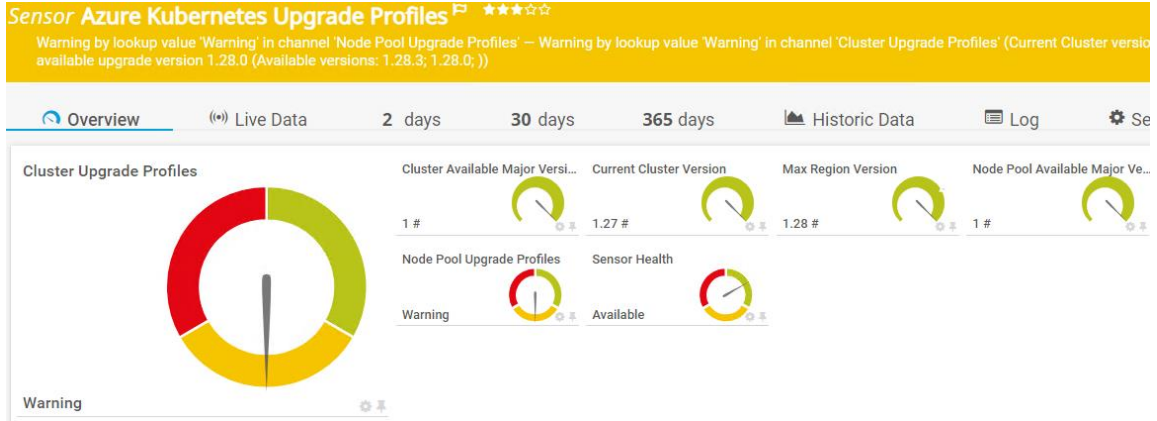 Sensor Azure Kubernetes Upgrade Profiles
Warning by lookup value 'Warning' in channel 'Node Pool Upgrade Profiles' — Warning by lookup value 'Warning' in channel 'Cluster Upgrade Profiles' (Current Cluster versio
available upgrade version 1.28.0 (Available versions: 1.28.3; 1.28.0; ))
Overview Live Data 2 days 30 days 365 days Historic Data Log Se
Cluster Upgrade Profiles
Warning
Cluster Available Major Versi...
1 #
Current Cluster Version
1.27 #
Max Region Version
1.28 #
Node Pool Available Major Ve...
1 #
Node Pool Upgrade Profiles
Warning
Sensor Health
Available